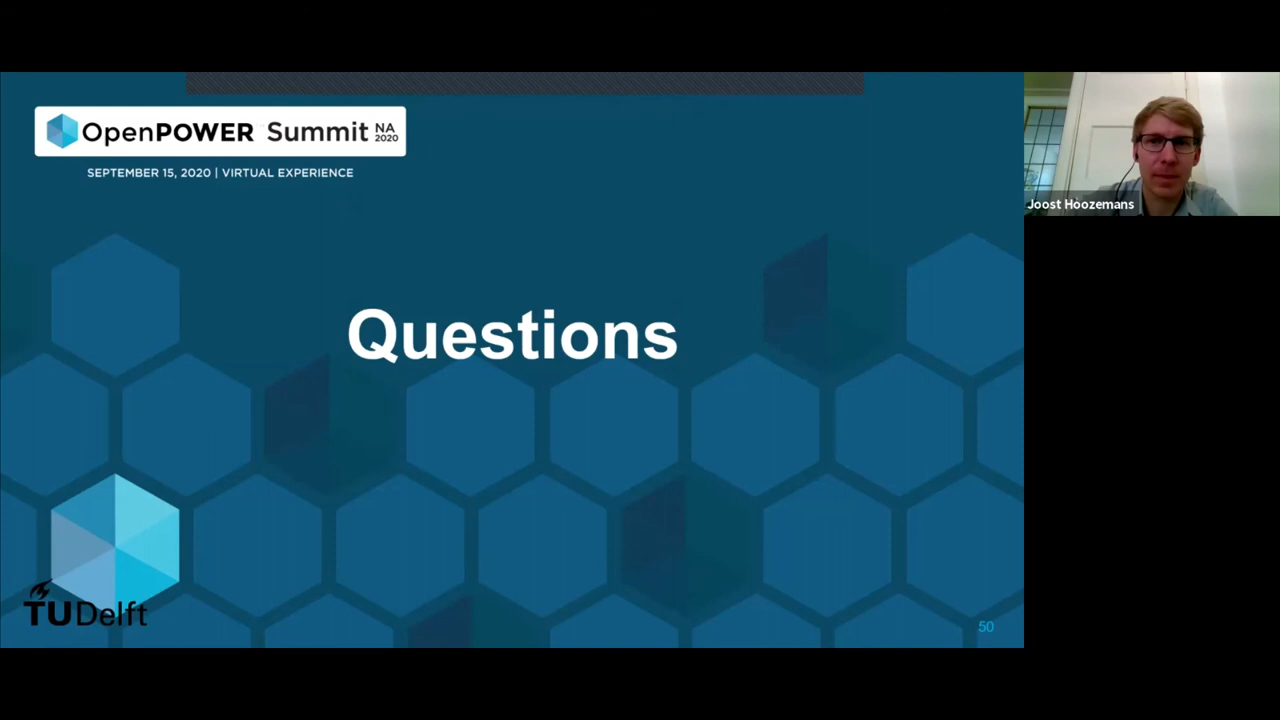 OpenPOWER Summit NA 2020
SEPTEMBER 15, 2020 | VIRTUAL EXPERIENCE
Joost Hoozemans
Questions
TUDelft
50